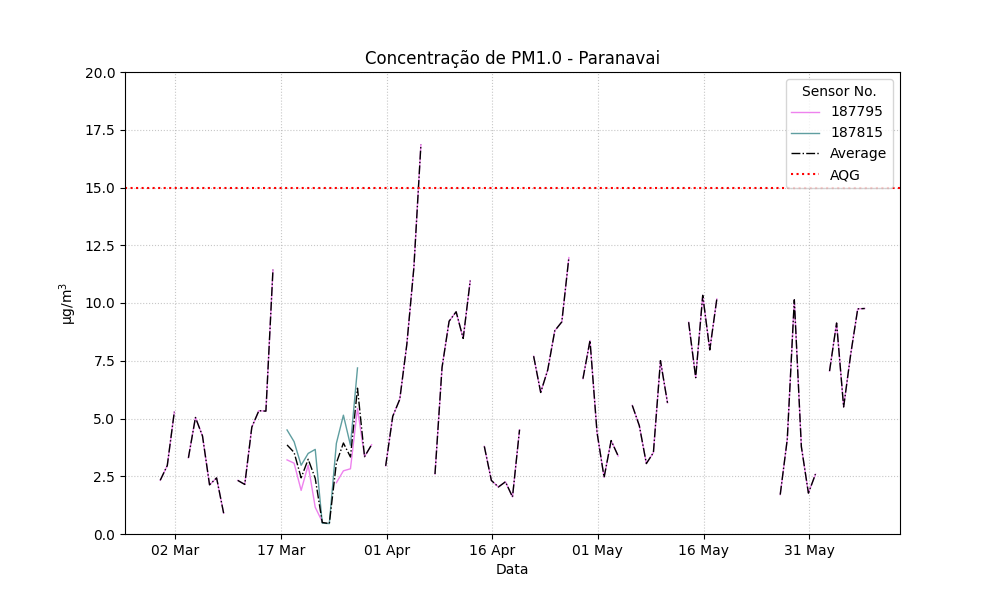 Concentração de PM1.0 - Paranavai
20.0
17.5
15.0
12.5
10.0
7.5
5.0
2.5
0.0
µg/m³
Sensor No.
187795
187815
Average
AQG
02 Mar
17 Mar
01 Apr
16 Apr
01 May
16 May
31 May
Data